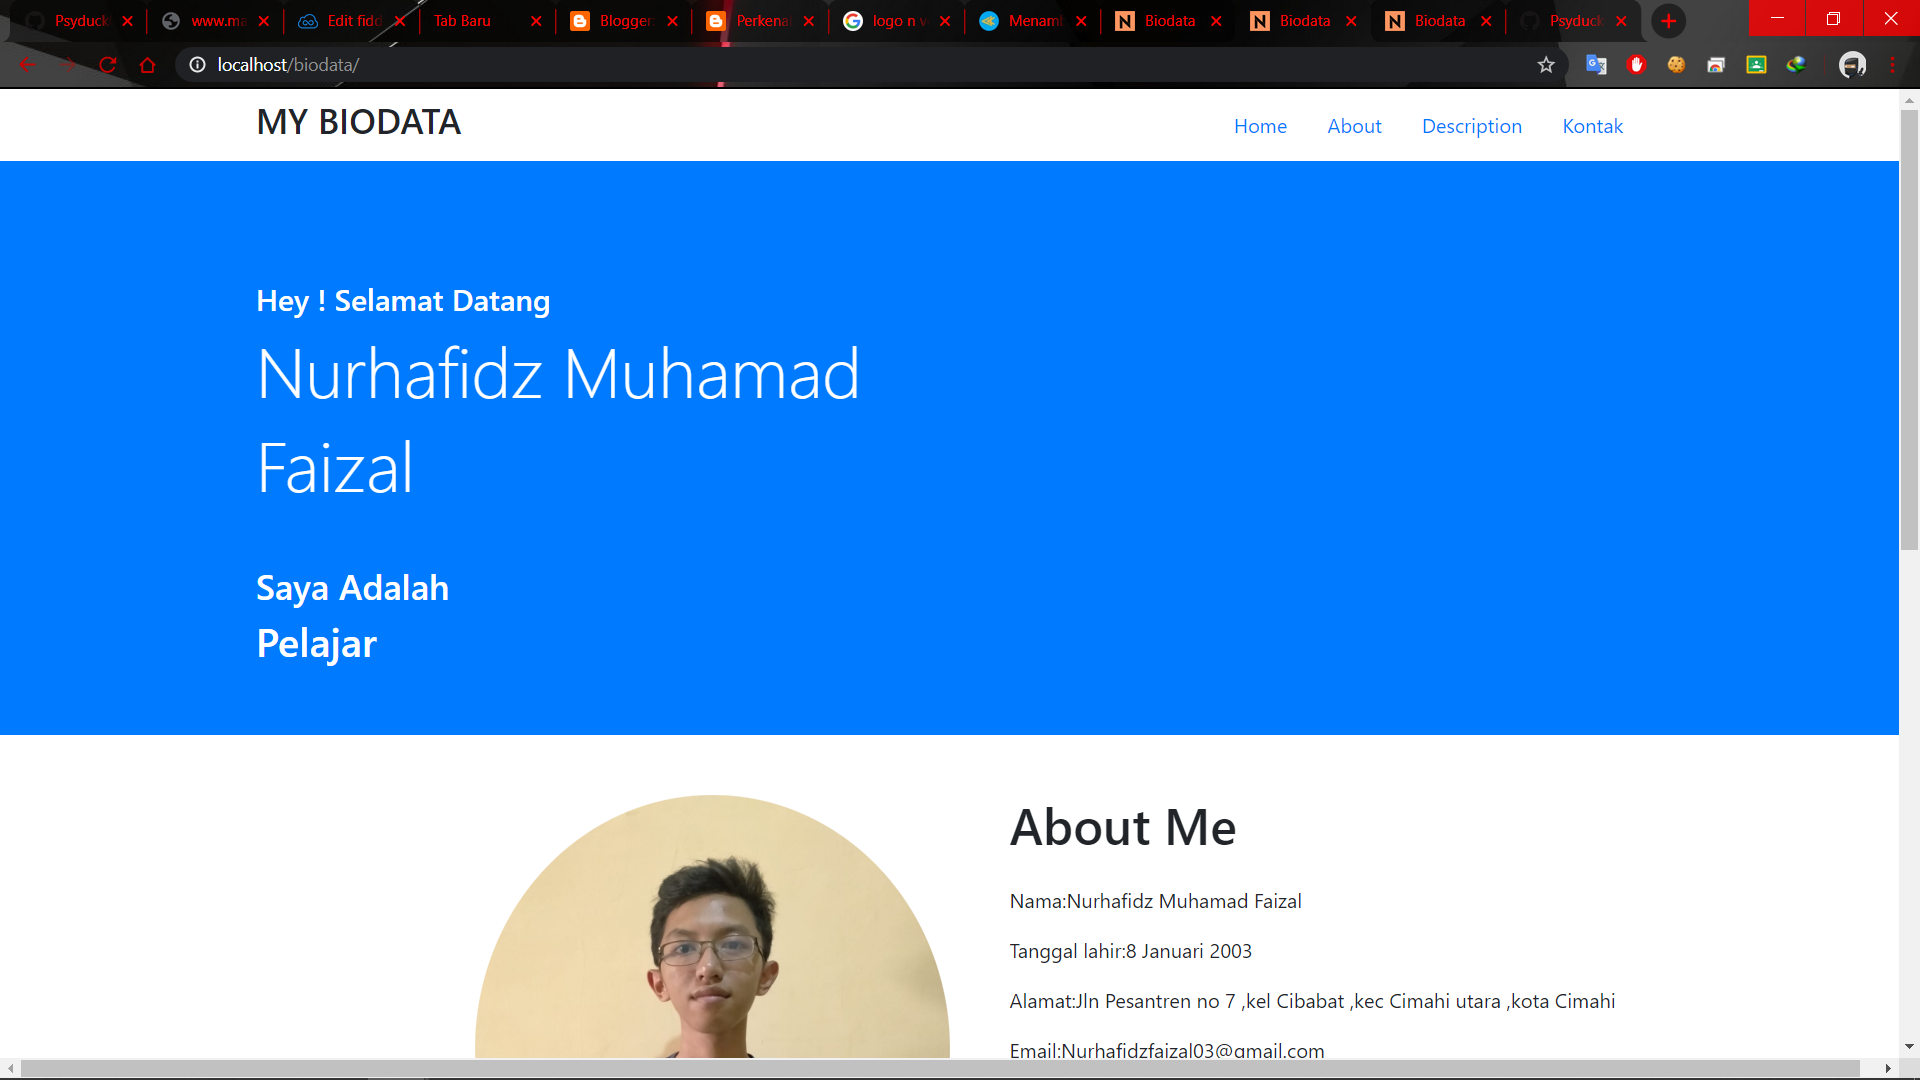 Psyduck
www.ma
Edit fidd
Tab Baru
Blogger:
Perkenal
logo n v
Menamb
Biodata
Biodata
Biodata
Psyduck
localhost/biodata/
MY BIODATA
Home
About
Description
Kontak
Hey ! Selamat Datang
Nurhafidz Muhamad
Faizal
Saya Adalah
Pelajar
About Me
Nama:Nurhafidz Muhamad Faizal
Tanggal lahir:8 Januari 2003
Alamat:Jln Pesantren no 7 ,kel Cibabat ,kec Cimahi utara ,kota Cimahi
Email:Nurhafidzfaizal03@gmail.com